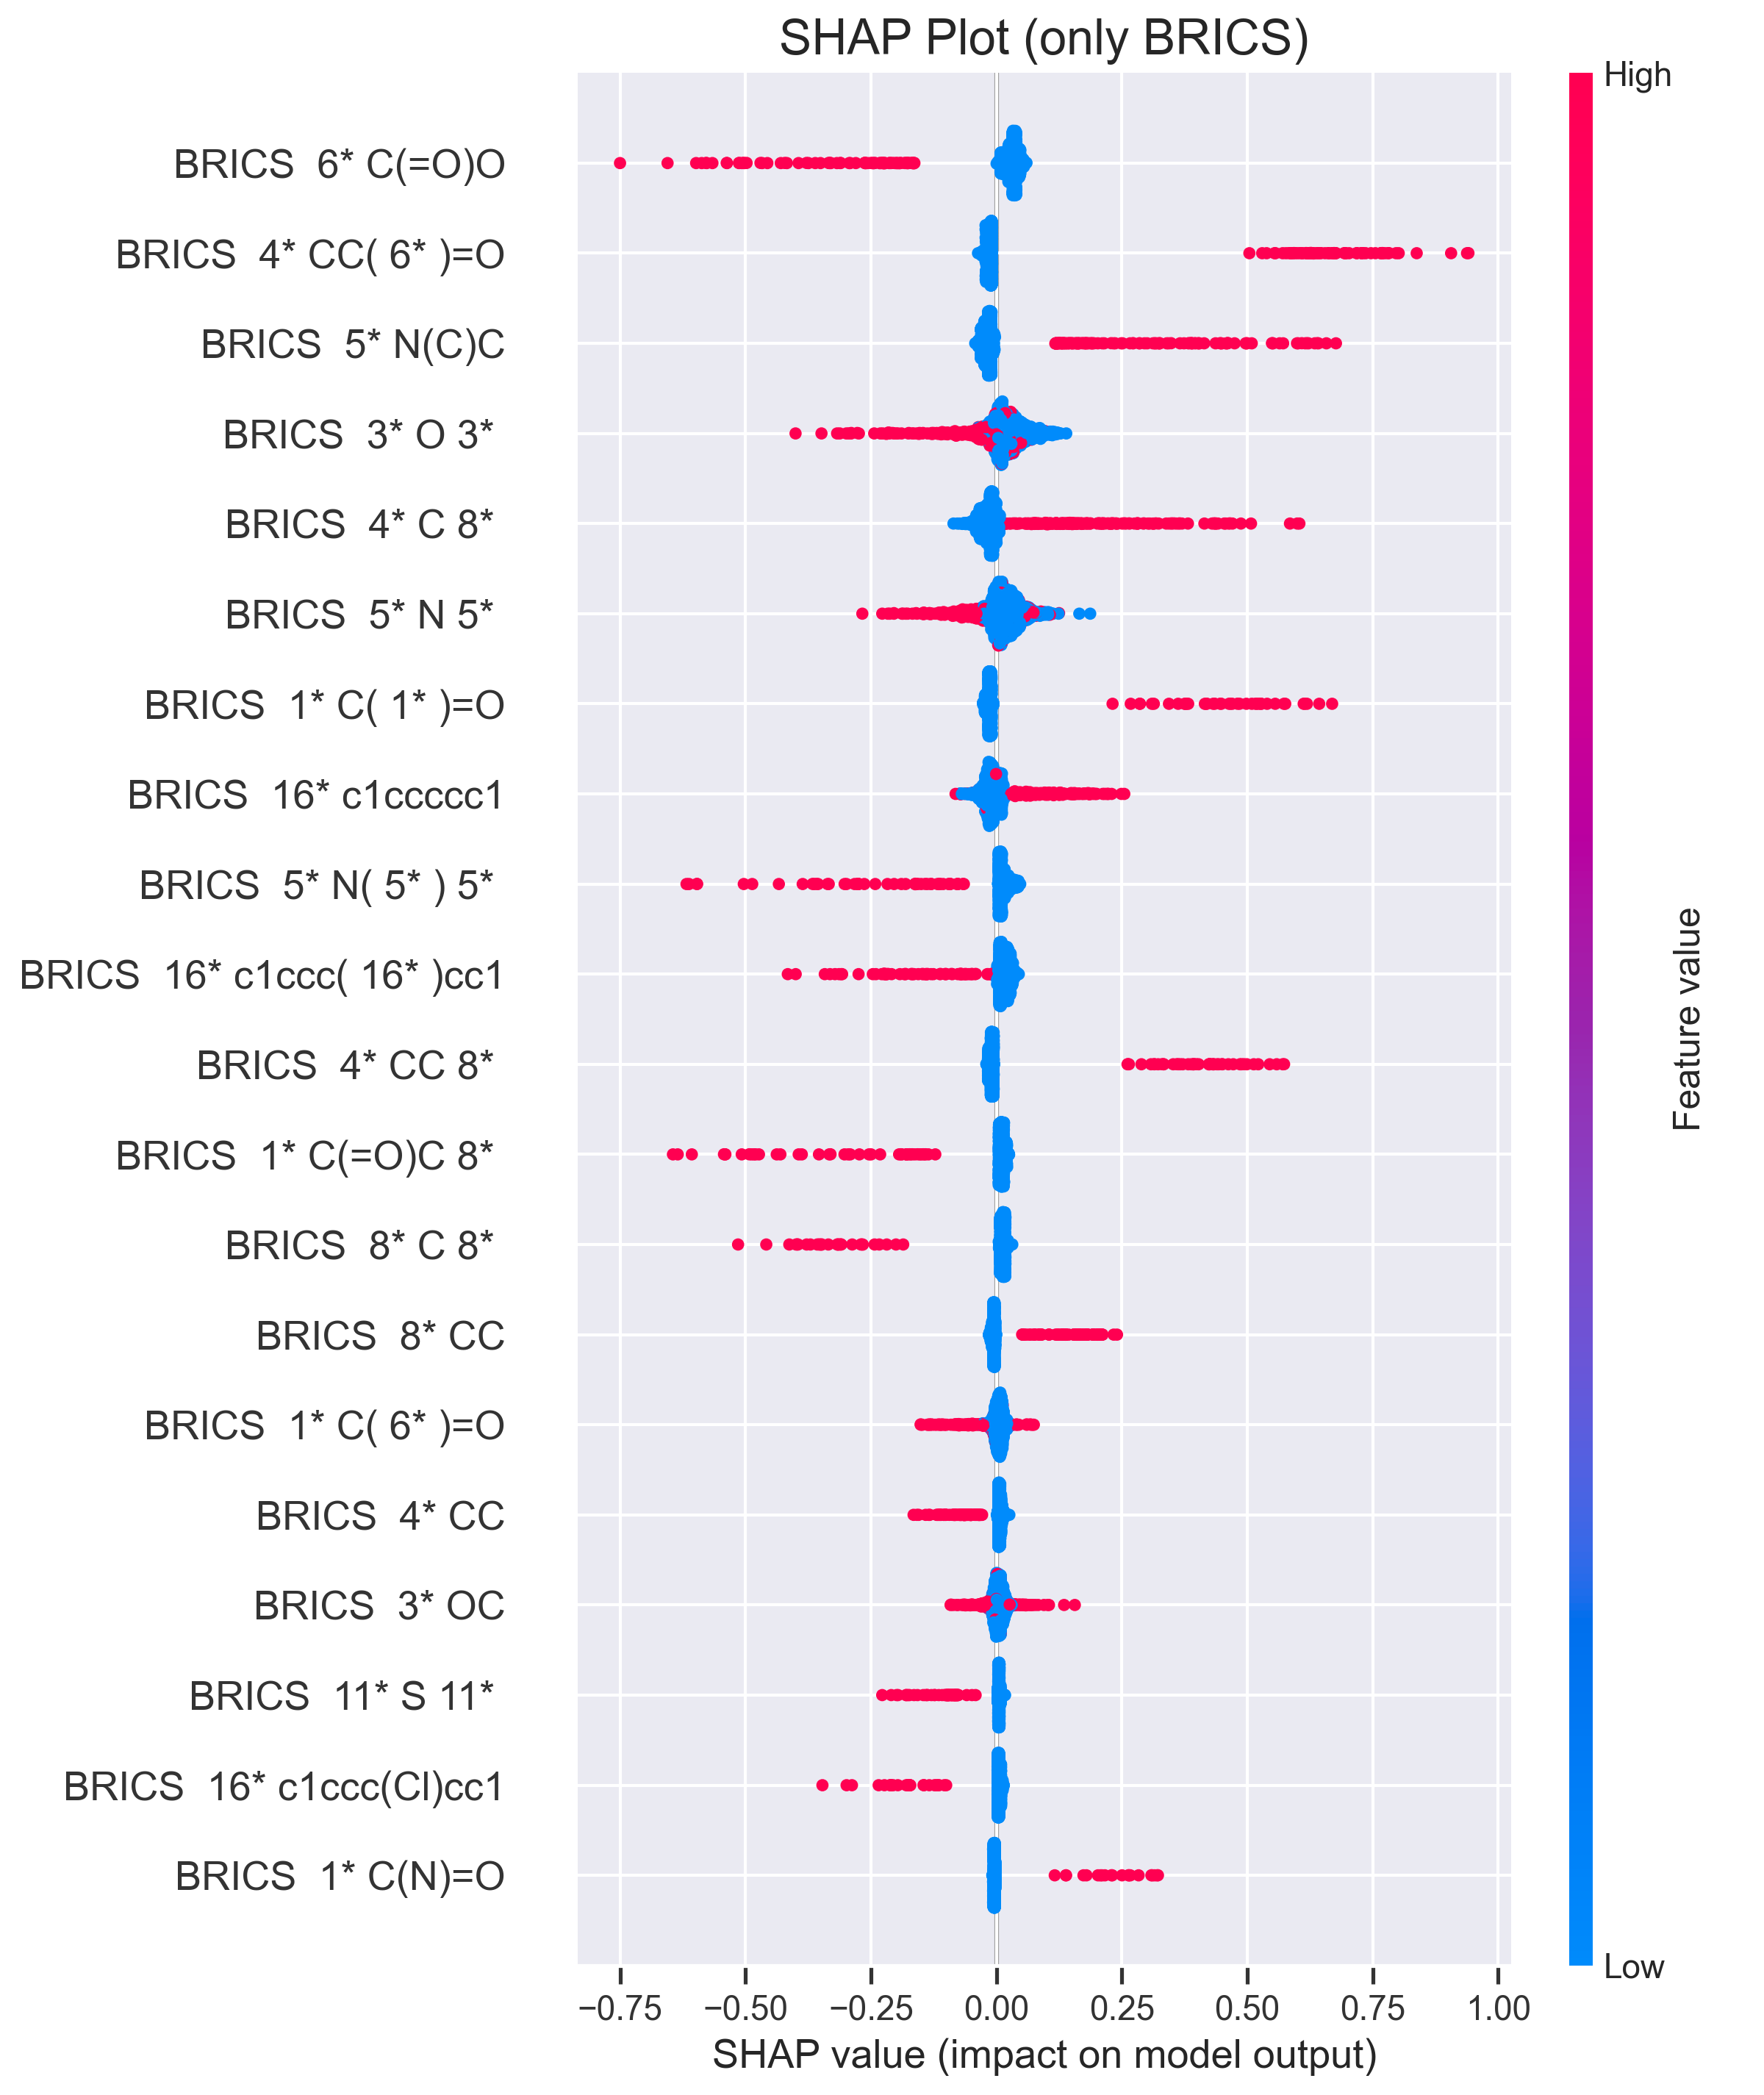 SHAP Plot (only BRICS)
High
BRICS  6* C(=O)O
BRICS  4* CC( 6* )=O
BRICS  5* N(C)C
BRICS  3* O 3*
BRICS  4* C 8*
BRICS  5* N 5*
BRICS  1* C( 1* )=O
BRICS  16* c1ccccc1
BRICS  5* N( 5* ) 5*
BRICS  16* c1ccc( 16* )cc1
BRICS  4* CC 8*
BRICS  1* C(=O)C 8*
BRICS  8* C 8*
BRICS  8* CC
BRICS  1* C( 6* )=O
BRICS  4* CC
BRICS  3* OC
BRICS  11* S 11*
BRICS  16* c1ccc(Cl)cc1
BRICS  1* C(N)=O
Feature value
Low
−0.75 −0.50 −0.25 0.00 0.25 0.50 0.75 1.00
SHAP value (impact on model output)